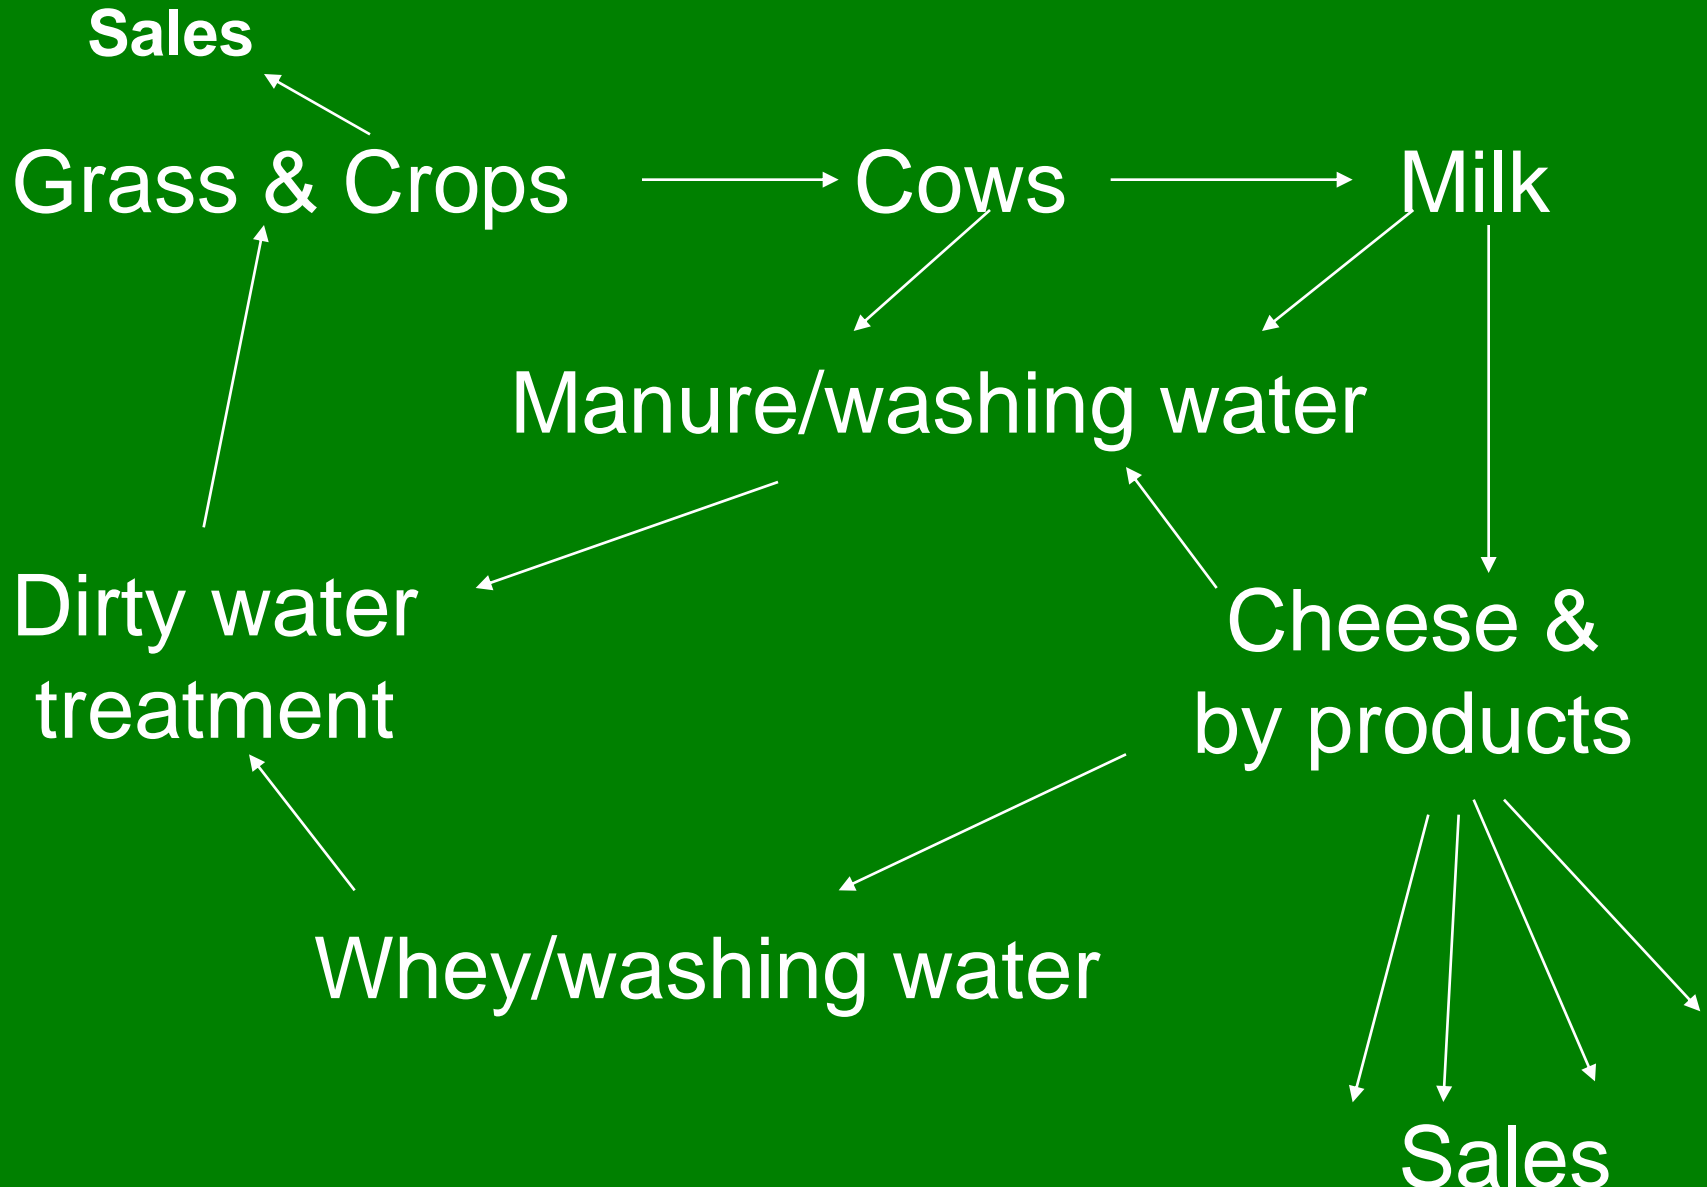 Sales
Grass & Crops
Cows
Milk
Manure/washing water
Dirty water
treatment
Cheese &
by products
Whey/washing water
Sales